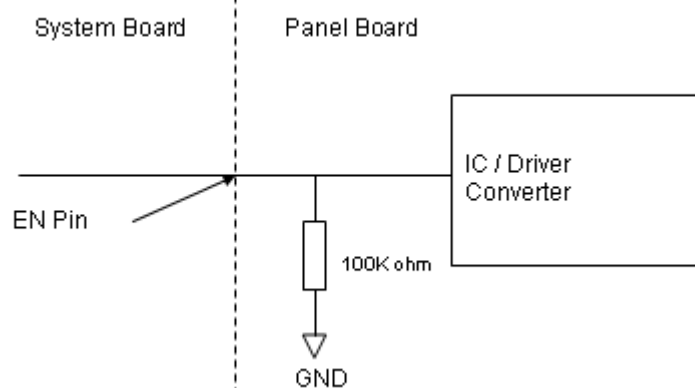 System Board
Panel Board
IC / Driver
Converter
EN Pin
100K ohm
GND